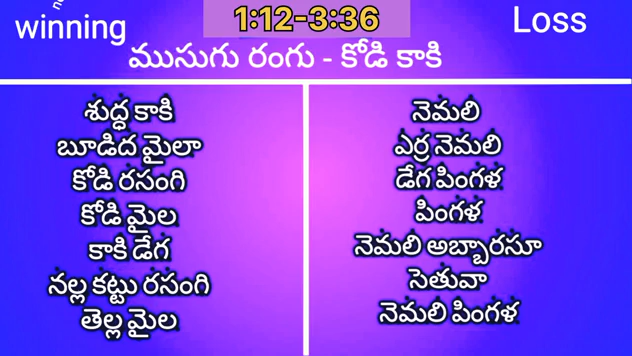 winning
1:12-3:36
Loss
ముసుగు రంగు - కోడి కాకి
శుద్ధ కాకి
బూడిద మైలా
కోడి రసంగి
కోడి మైల
కాకి డేగ
నల్ల కట్టు రసంగి
తెల్ల మైల
నెమలి
ఎర్ర నెమలి
డేగ పింగళ
పింగళ
నెమలి అబ్బారసూ
సెతువా
నెమలి పింగళ